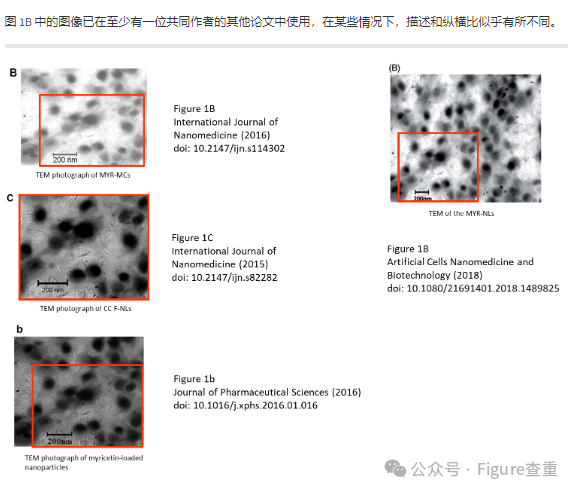 图 1B 中的图像已在至少有一位共同作者的其他论文中使用，在某些情况下，描述和纵横比似乎有所不同。
B
200 nm
TEM photograph of MYR-MCs
Figure 1B
International Journal of
Nanomedicine (2016)
doi: 10.2147/ijn.s114302
(B)
200nm
TEM of the MYR-NLs
Figure 1B
Artificial Cells Nanomedicine and
Biotechnology (2018)
doi: 10.1080/21691401.2018.1489825
C
200 nm
TEM photograph of CC F-NLs
Figure 1C
International Journal of
Nanomedicine (2015)
doi: 10.2147/ijn.s82282
b
200nm
TEM photograph of myricetin-loaded
nanoparticles
Figure 1b
Journal of Pharmaceutical Sciences (2016)
doi: 10.1016/j.xphs.2016.01.016
公众号 · Figure查重